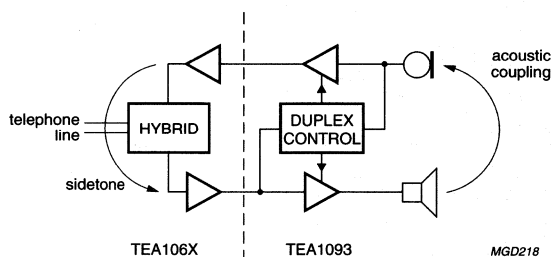 acoustic
coupling
telephone
line
HYBRID
DUPLEX
CONTROL
sidetone
TEA106X
TEA1093
MGD218